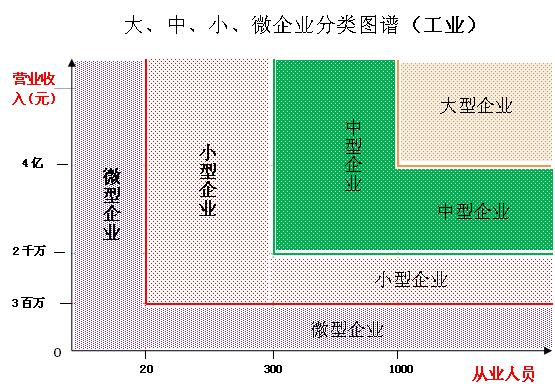 大、中、小、微企业分类图谱（工业）
营业收
入(元)
大型企业
中型企业
小型企业
微型企业
4亿
中型企业
2千万
小型企业
3百万
微型企业
0
20
300
1000
从业人员